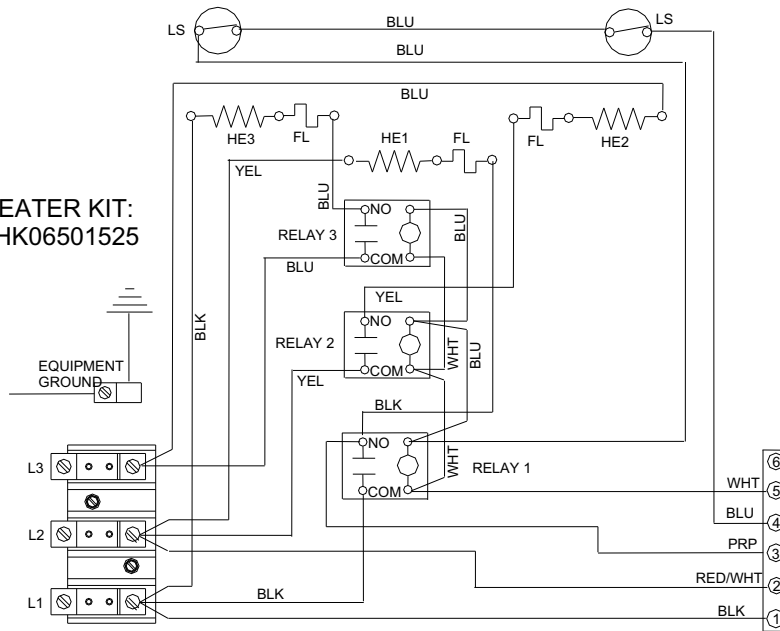 LS
BLU
LS
BLU
BLU
HE3
FL
HE1
FL
FL
HE2
YEL
EATER KIT:
HK06501525
BLU
NO
RELAY 3
COM
BLU
BLU
YEL
BLK
NO
RELAY 2
COM
WHT
BLU
YEL
EQUIPMENT
GROUND
BLK
NO
RELAY 1
COM
WHT
L3
L2
L1
BLK
6
WHT
5
BLU
4
PRP
3
RED/WHT
2
BLK
1